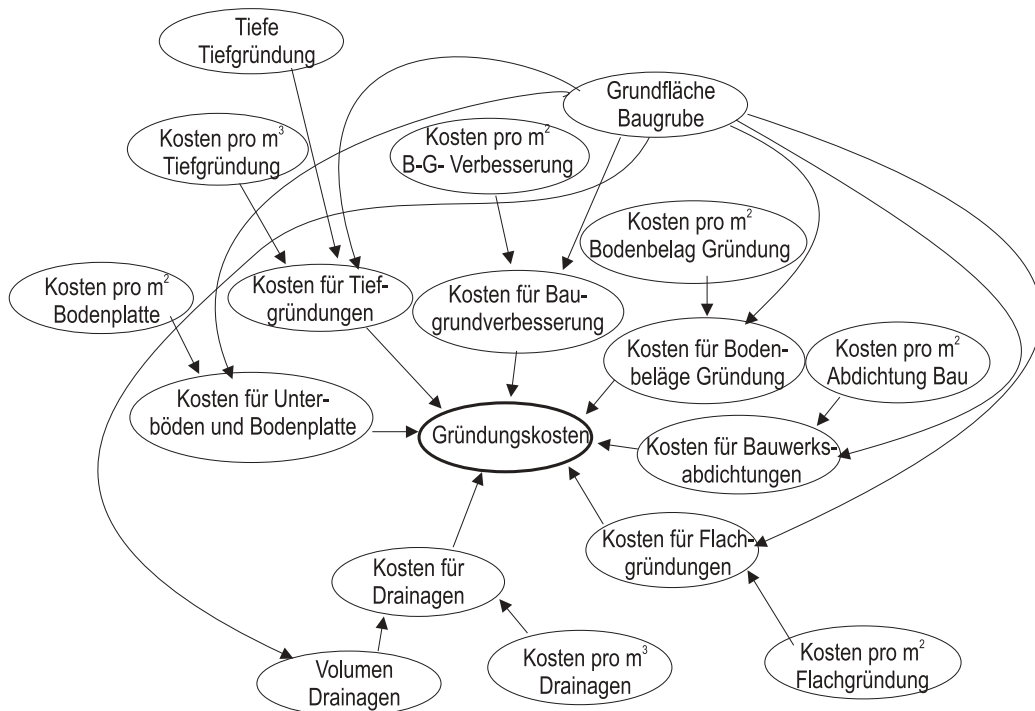 Tiefe
Tiefgründung
Grundfläche
Baugrube
Kosten pro m³
Tiefgründung
Kosten pro m²
B-G- Verbesserung
Kosten pro m²
Bodenbelag Gründung
Kosten pro m²
Bodenplatte
Kosten für Tief-
gründungen
Kosten für Bau-
grundverbesserung
Kosten für Boden-
beläge Gründung
Kosten pro m²
Abdichtung Bau
Kosten für Unter-
böden und Bodenplatte
Gründungskosten
Kosten für Bauwerks-
abdichtungen
Kosten für Flach-
gründungen
Kosten für
Drainagen
Volumen
Drainagen
Kosten pro m³
Drainagen
Kosten pro m²
Flachgründung